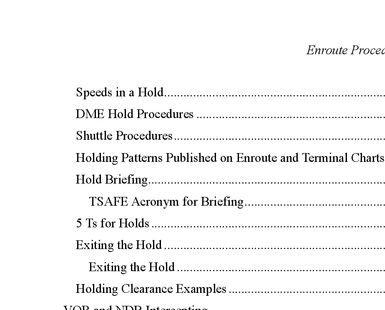 Enroute
Speeds in a Hold
DME Hold Procedures
Shuttle Procedures
Holding Patterns Published on Enroute and Terminal Charts
Hold Briefing
TSAFE Acronym for Briefing
5 Ts for Holds
Exiting the Hold
Exiting the Hold
Holding Clearance Examples
VOR and NDB Intercepting